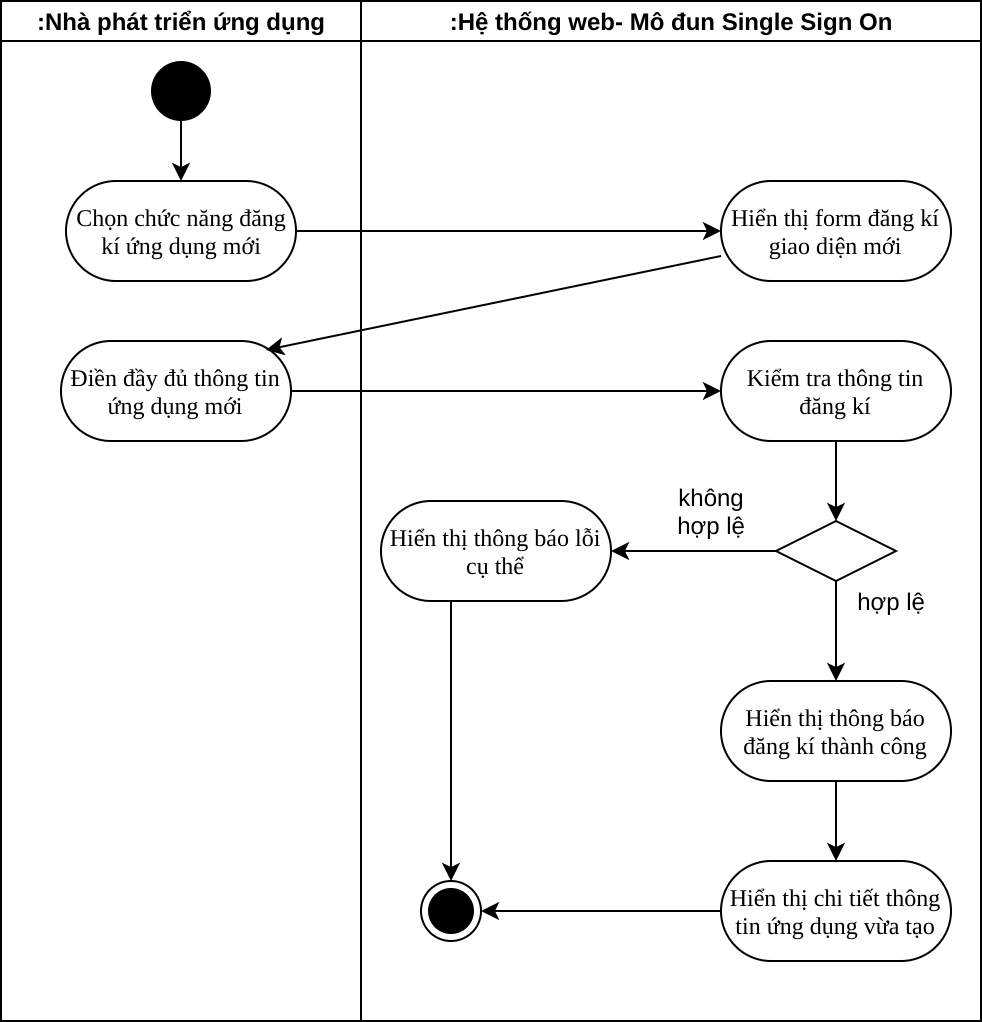 :Nhà phát triển ứng dụng
:Hệ thống web- Mô đun Single Sign On
Chọn chức năng đăng
kí ứng dụng mới
Hiển thị form đăng kí
giao diện mới
Điền đầy đủ thông tin
ứng dụng mới
Kiểm tra thông tin
đăng kí
không
hợp lệ
Hiển thị thông báo lỗi
cụ thể
hợp lệ
Hiển thị thông báo
đăng kí thành công
Hiển thị chi tiết thông
tin ứng dụng vừa tạo